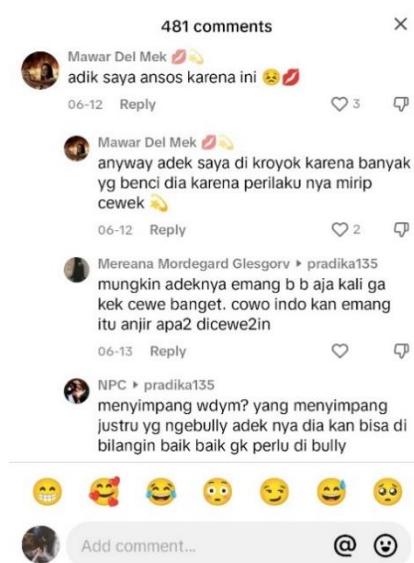 481 comments
Mawar Del Mek 💋💫
adik saya ansos karena ini 😣💋
06-12 Reply 3
Mawar Del Mek 💋💫
anyway adek saya di kroyok karena banyak
yg benci dia karena perilaku nya mirip
cewek 💫
06-12 Reply 2
Mereana Mordegard Glesgorv ▸ pradika135
mungkin adeknya emang b b aja kali ga
kek cewe banget. cowo indo kan emang
itu anjir apa2 dicewe2in
06-13 Reply
NPC ▸ pradika135
menyimpang wdym? yang menyimpang
justru yg ngebully adek nya dia kan bisa di
bilangin baik baik gk perlu di bully
Add comment...